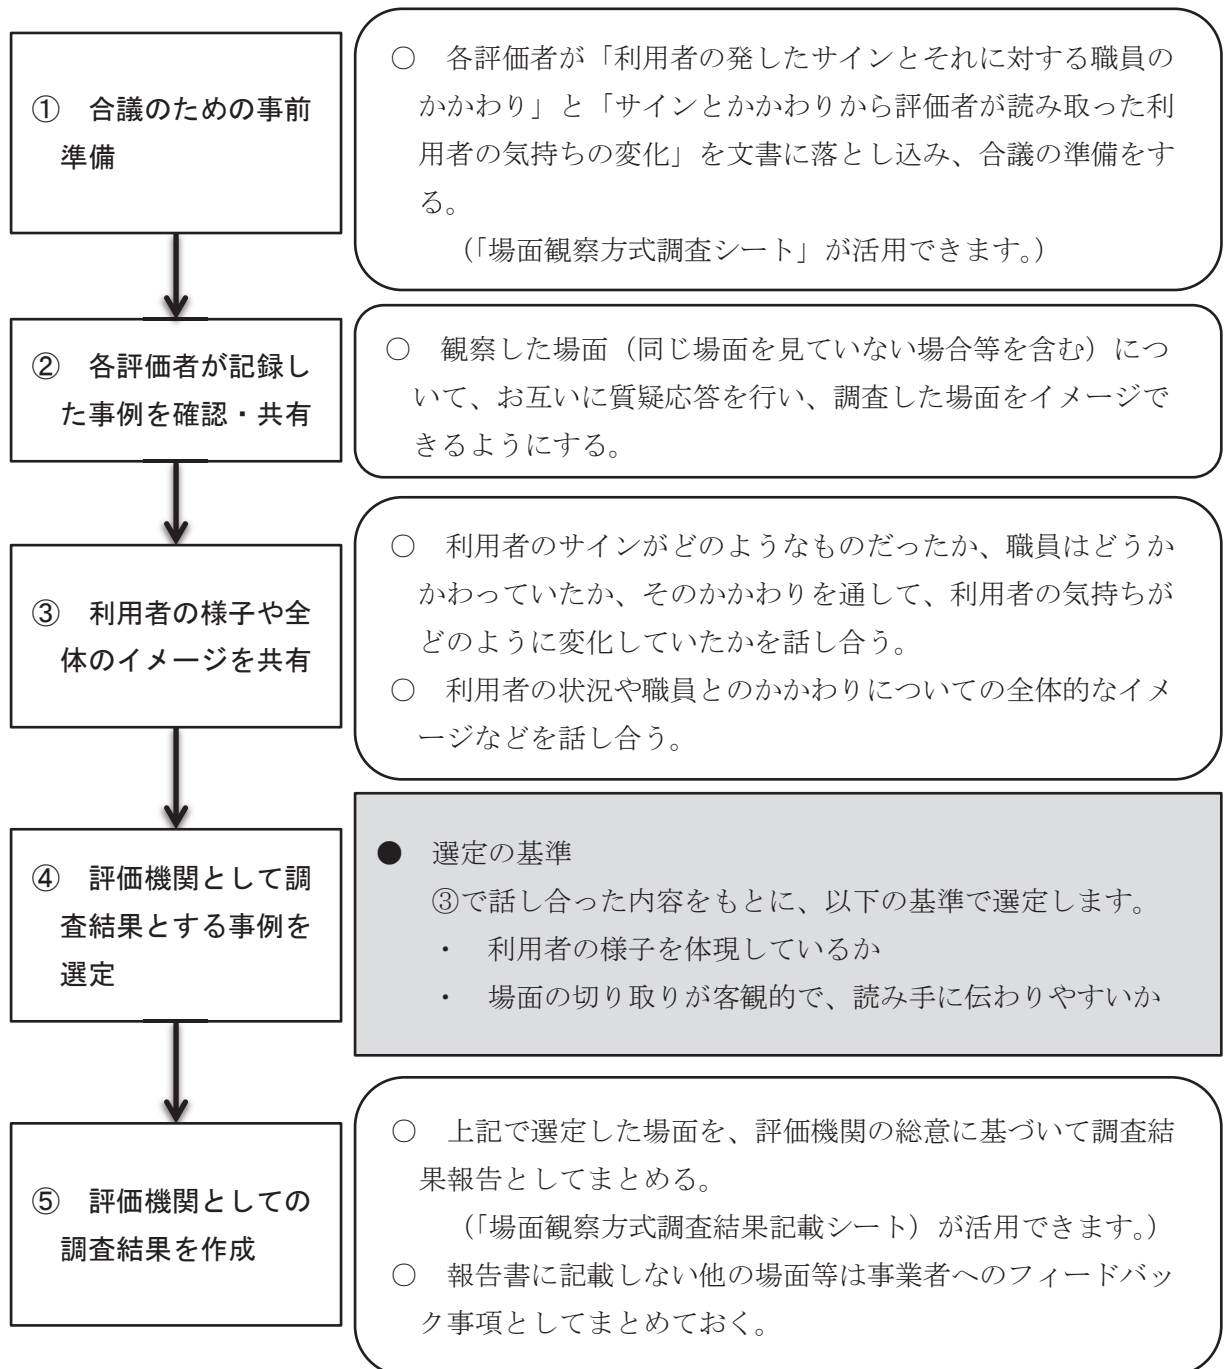 ① 合議のための事前
準備
○ 各評価者が「利用者の発したサインとそれに対する職員の
かかわり」と「サインとかかわりから評価者が読み取った利
用者の気持ちの変化」を文書に落とし込み、合議の準備をす
る。
（「場面観察方式調査シート」が活用できます。）
② 各評価者が記録し
た事例を確認・共有
○ 観察した場面（同じ場面を見ていない場合等を含む）につ
いて、お互いに質疑応答を行い、調査した場面をイメージで
きるようにする。
③ 利用者の様子や全
体のイメージを共有
○ 利用者のサインがどのようなものだったか、職員はどうか
かわっていたか、そのかかわりを通して、利用者の気持ちが
どのように変化していたかを話し合う。
○ 利用者の状況や職員とのかかわりについての全体的なイメ
ージなどを話し合う。
④ 評価機関として調
査結果とする事例を
選定
● 選定の基準
③で話し合った内容をもとに、以下の基準で選定します。
・ 利用者の様子を体現しているか
・ 場面の切り取りが客観的で、読み手に伝わりやすいか
⑤ 評価機関としての
調査結果を作成
○ 上記で選定した場面を、評価機関の総意に基づいて調査結
果報告としてまとめる。
（「場面観察方式調査結果記載シート）が活用できます。）
○ 報告書に記載しない他の場面等は事業者へのフィードバッ
ク事項としてまとめておく。